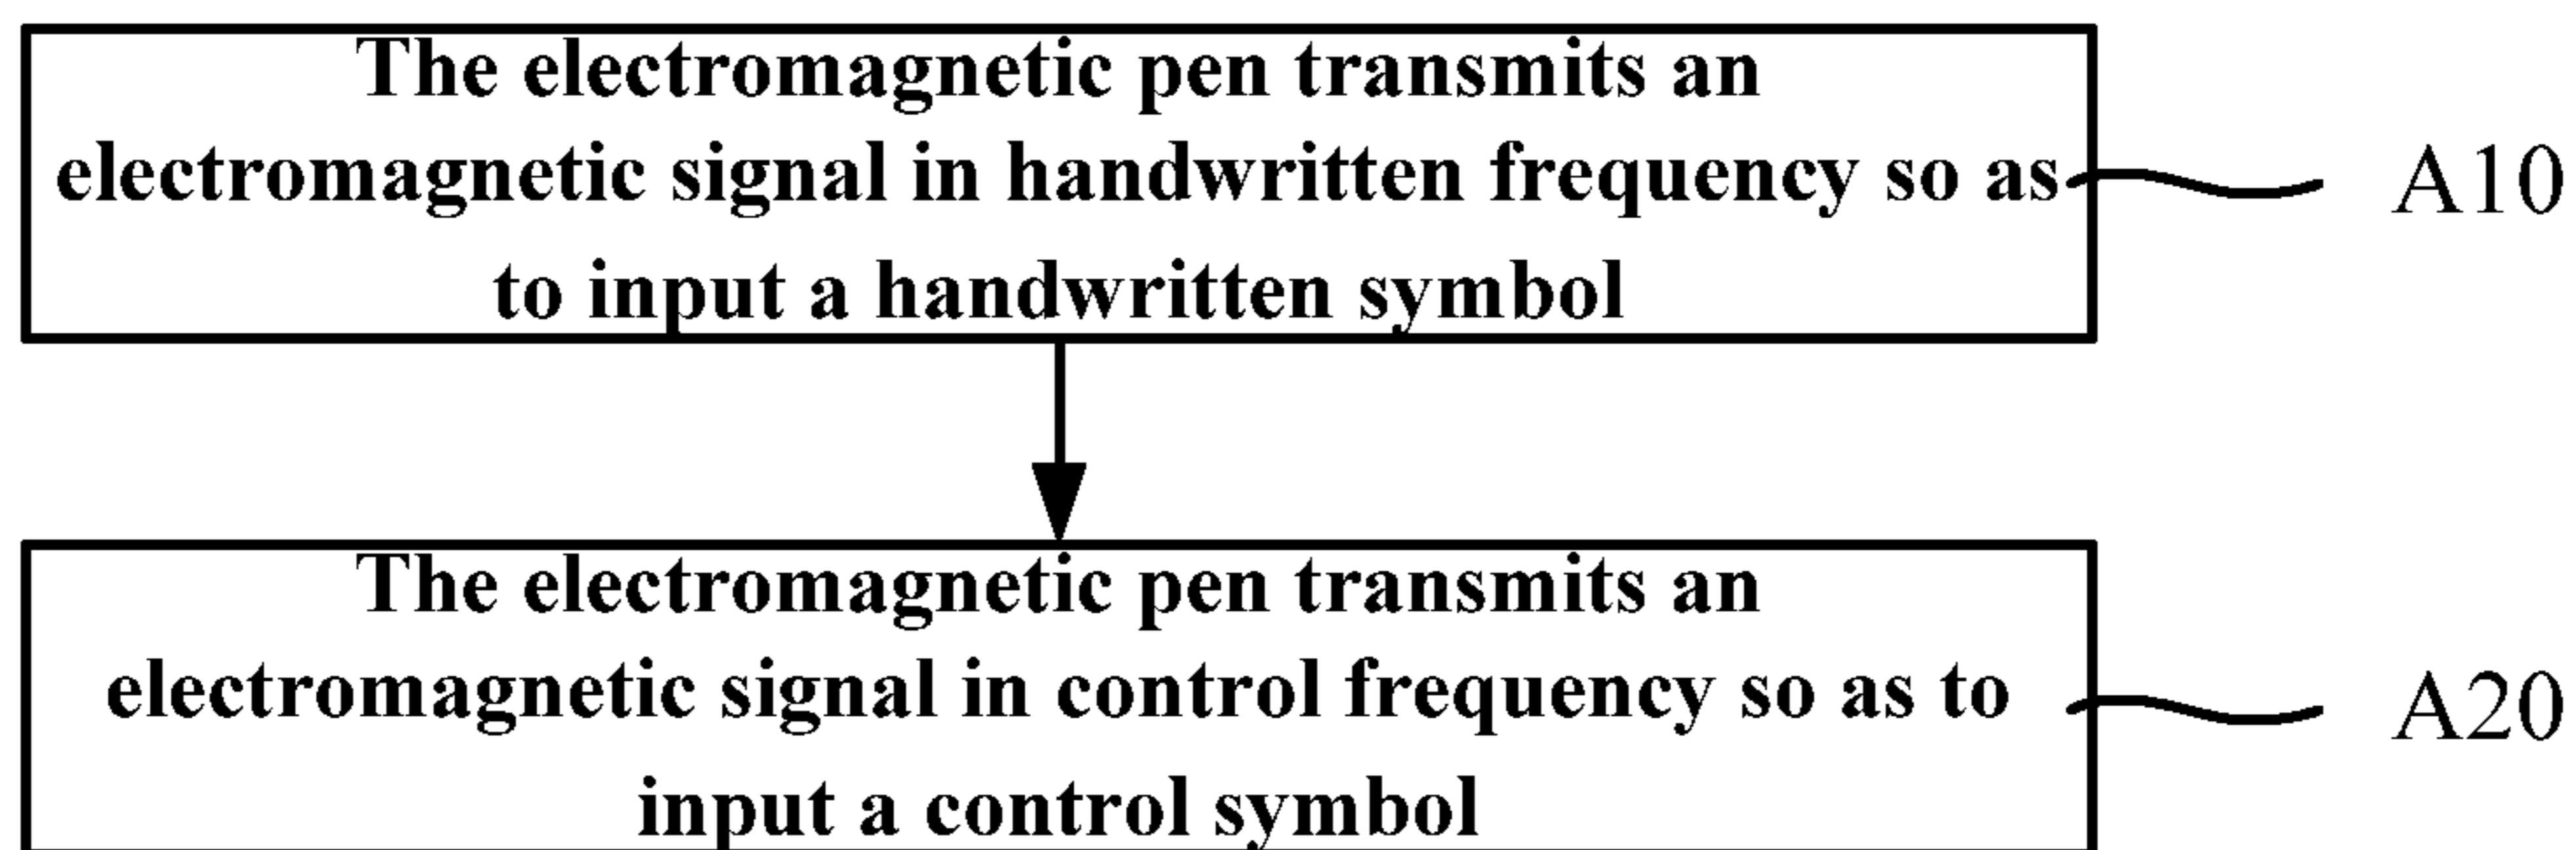 The electromagnetic pen transmits an
electromagnetic signal in handwritten frequency so as
to input a handwritten symbol
A10
The electromagnetic pen transmits an
electromagnetic signal in control frequency so as to
input a control symbol
A20